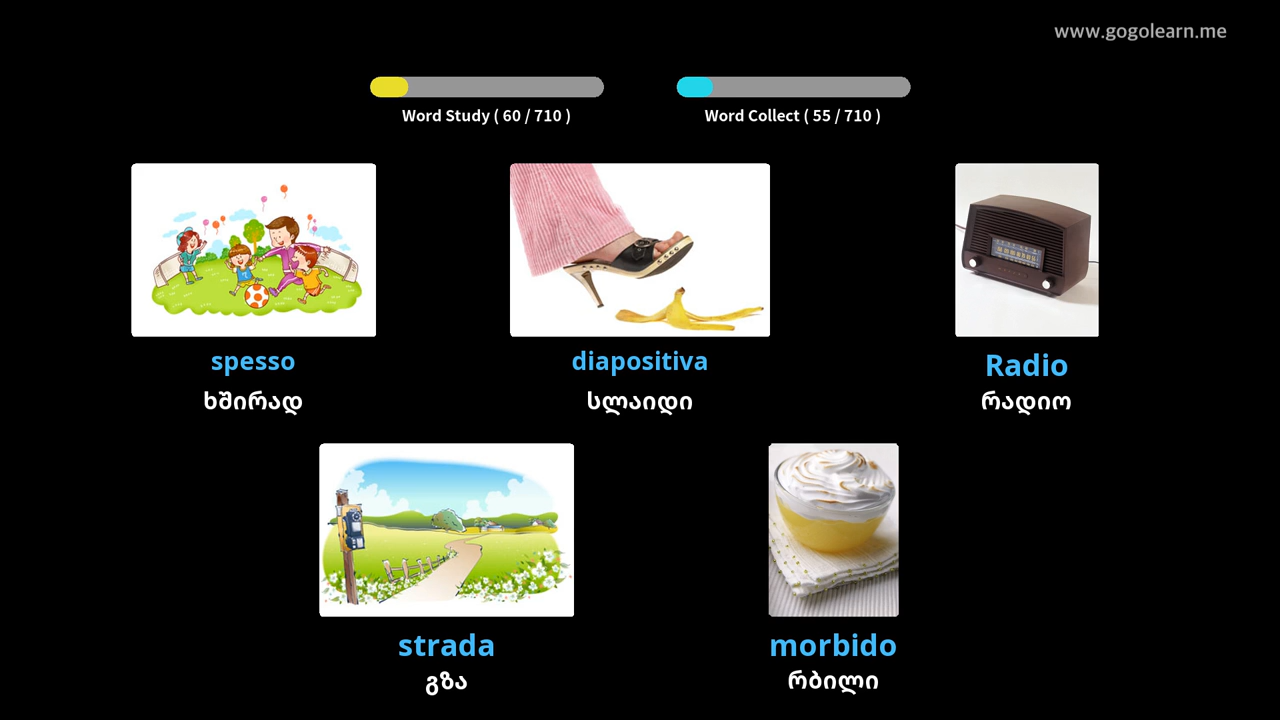 www.gogolearn.me
Word Study ( 60 / 710 )
Word Collect ( 55 / 710 )
spesso
ხშირად
diapositiva
სლაიდი
Radio
რადიო
strada
გზა
morbido
რბილი